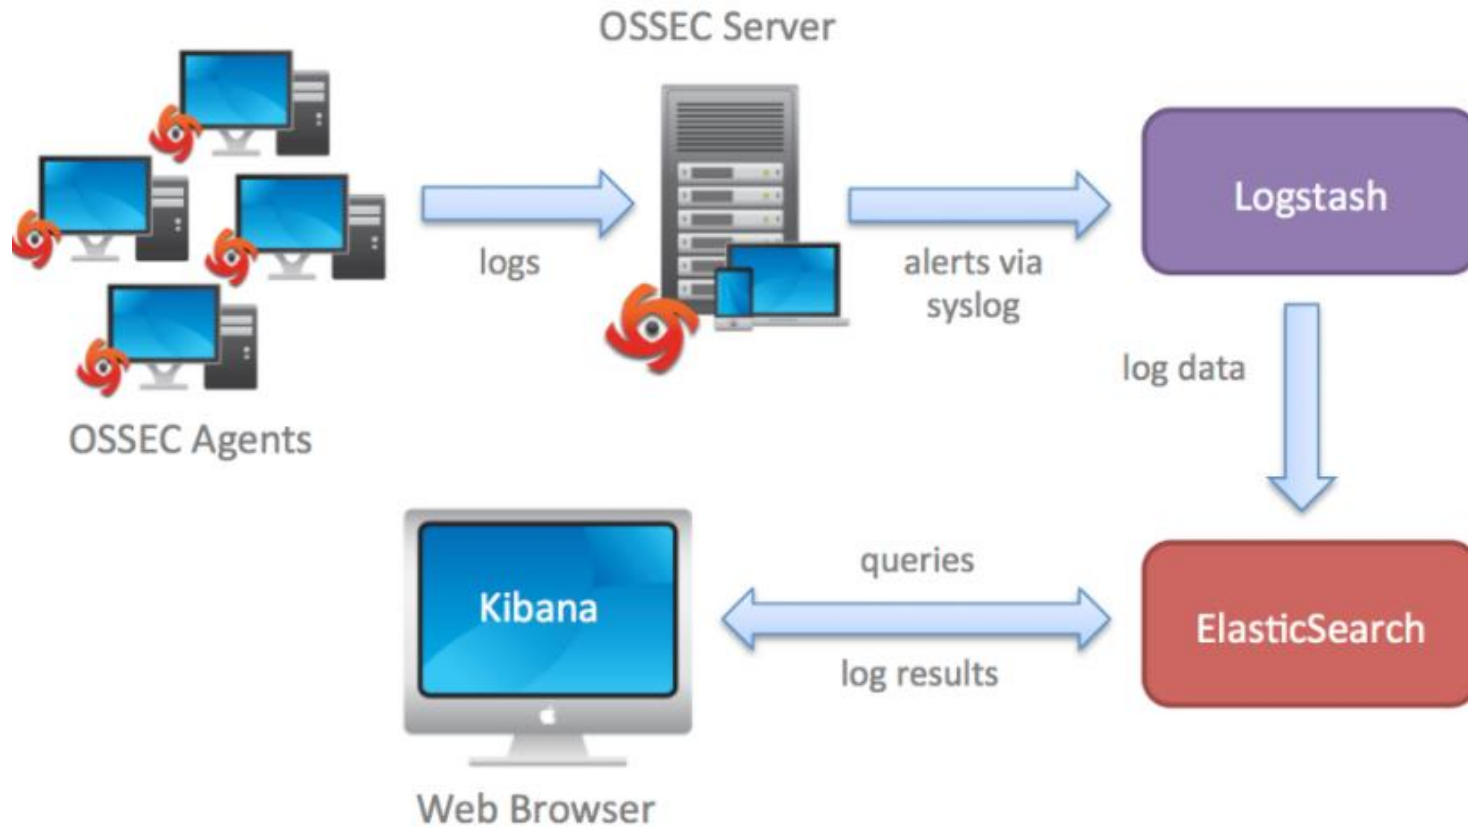 OSSEC Server
Logstash
logs
alerts via
syslog
log data
OSSEC Agents
Kibana
queries
log results
ElasticSearch
Web Browser